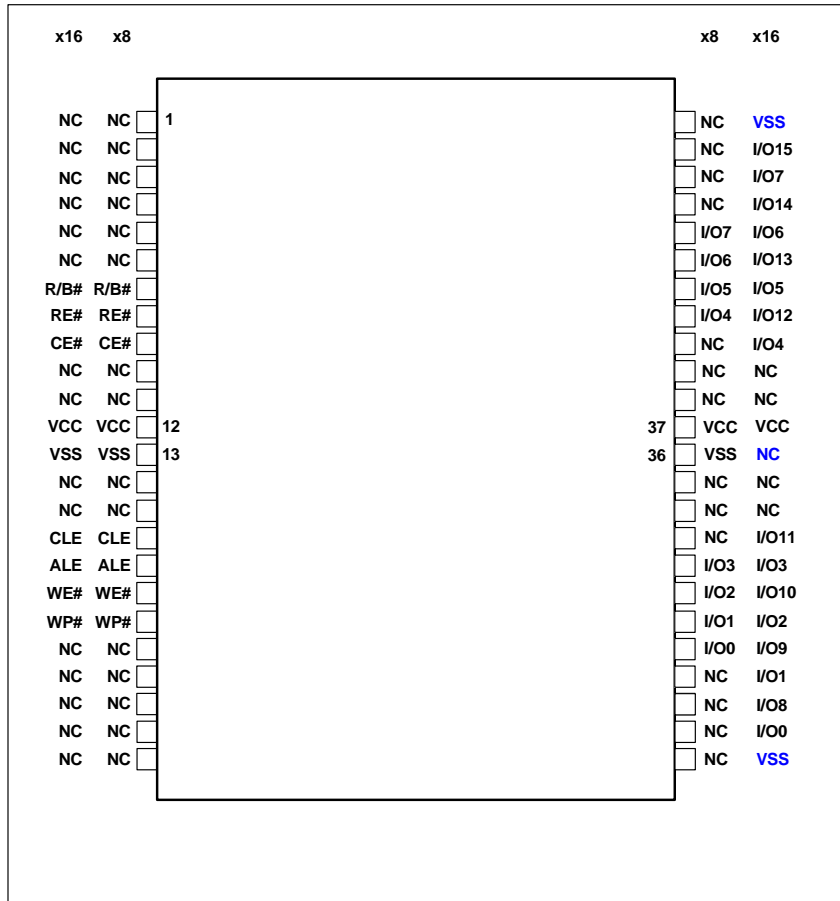 x16 x8 x8 x16
NC NC 1 NC VSS
NC NC NC I/O15
NC NC NC I/O7
NC NC NC I/O14
NC NC I/O7 I/O6
NC NC I/O6 I/O13
R/B# R/B# I/O5 I/O5
RE# RE# I/O4 I/O12
CE# CE# NC I/O4
NC NC NC NC
NC NC NC NC
VCC VCC 12 37 VCC VCC
VSS VSS 13 36 VSS NC
NC NC NC NC
NC NC NC NC
CLE CLE NC I/O11
ALE ALE I/O3 I/O3
WE# WE# I/O2 I/O10
WP# WP# I/O1 I/O2
NC NC I/O0 I/O9
NC NC NC I/O1
NC NC NC I/O8
NC NC NC I/O0
NC NC NC VSS